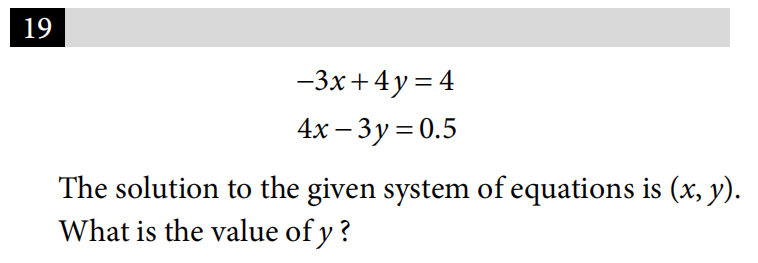 19
−3x + 4y = 4
4x − 3y = 0.5
The solution to the given system of equations is (x, y).
What is the value of y ?